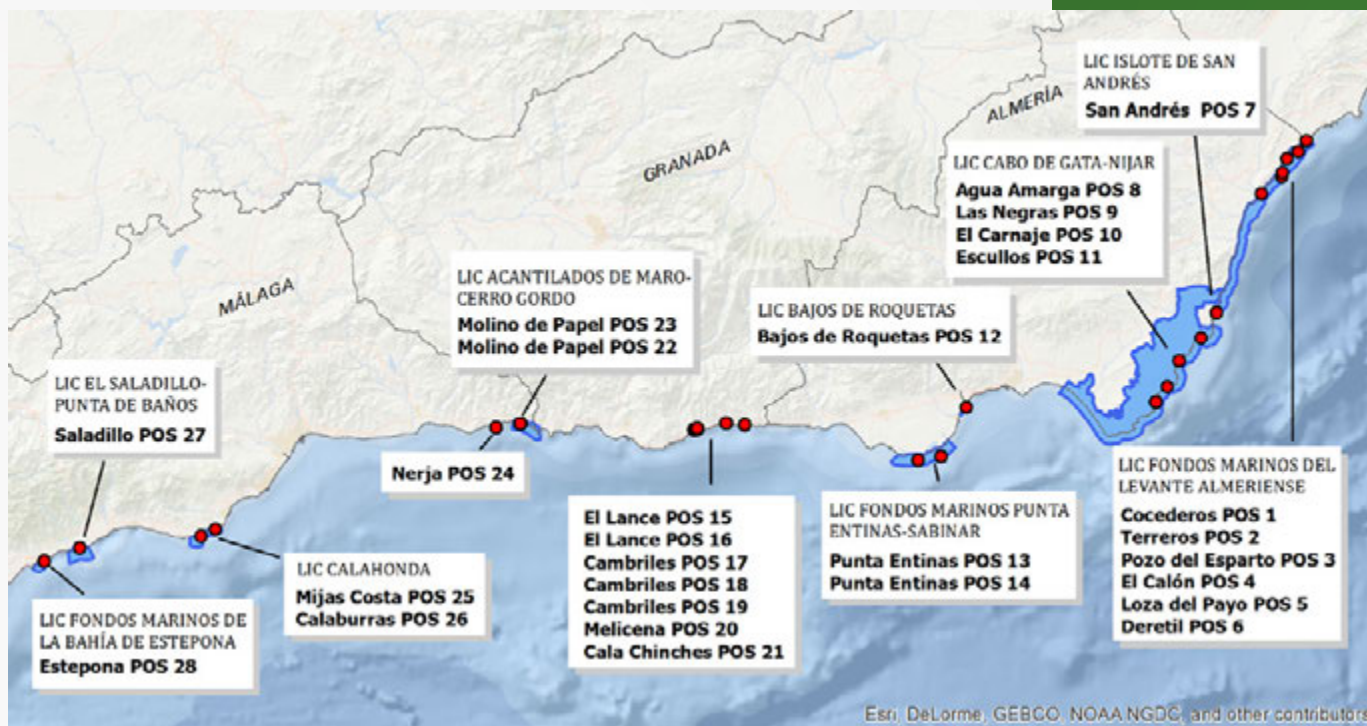 LIC ISLOTE DE SAN
ANDRÉS
San Andrés POS 7
ALMERÍA
GRANADA
MÁLAGA
LIC CABO DE GATA-NIJAR
Agua Amarga POS 8
Las Negras POS 9
El Carnaje POS 10
Escullos POS 11
LIC ACANTILADOS DE MARO-
CERRO GORDO
Molino de Papel POS 23
Molino de Papel POS 22
LIC BAJOS DE ROQUETAS
Bajos de Roquetas POS 12
LIC EL SALADILLO-
PUNTA DE BAÑOS
Saladillo POS 27
Nerja POS 24
LIC FONDOS MARINOS DEL
LEVANTE ALMERIENSE
Cocederos POS 1
Terreros POS 2
Pozo del Esparto POS 3
El Calón POS 4
Loza del Payo POS 5
Deretil POS 6
LIC FONDOS MARINOS PUNTA
ENTINAS-SABINAR
Punta Entinas POS 13
Punta Entinas POS 14
El Lance POS 15
El Lance POS 16
Cambriles POS 17
Cambriles POS 18
Cambriles POS 19
Melicena POS 20
Cala Chinches POS 21
LIC CALAHONDA
Mijas Costa POS 25
Calaburras POS 26
LIC FONDOS MARINOS DE
LA BAHÍA DE ESTEPONA
Estepona POS 28
Esri, DeLorme, GEBCO, NOAA NGDC, and other contributors